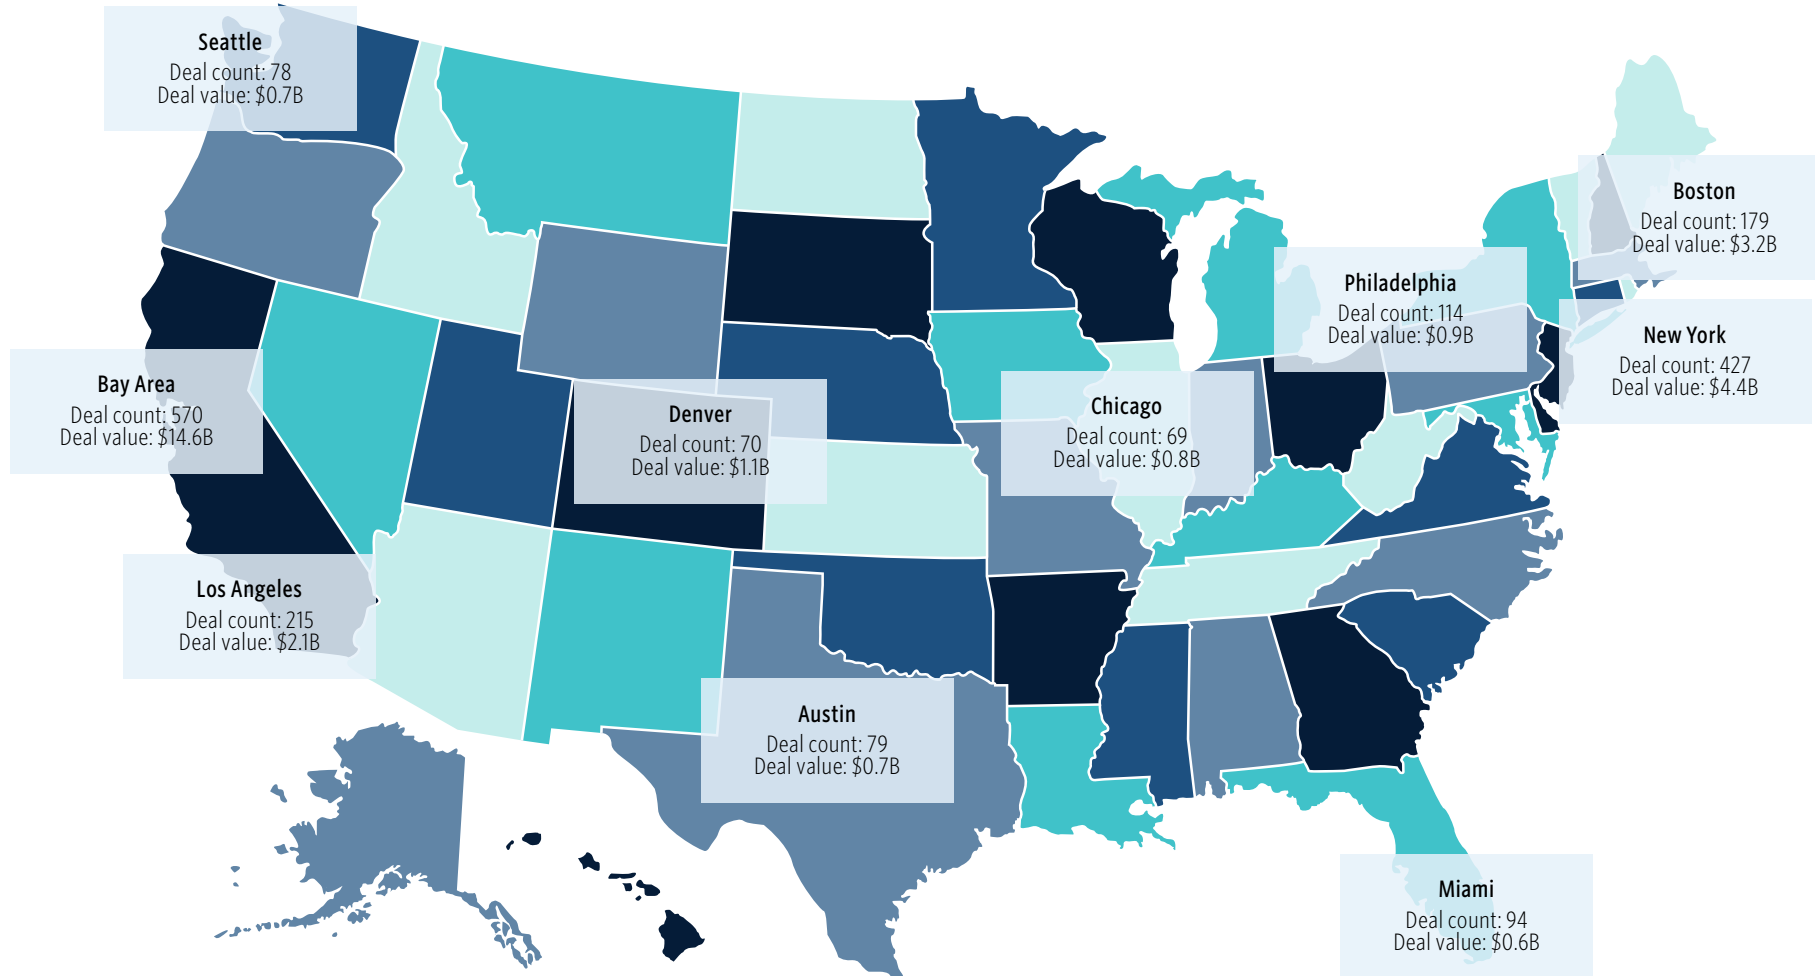 Seattle
Deal count: 78
Deal value: $0.7B
Boston
Deal count: 179
Deal value: $3.2B
Philadelphia
Deal count: 114
Deal value: $0.9B
New York
Deal count: 427
Deal value: $4.4B
Bay Area
Deal count: 570
Deal value: $14.6B
Denver
Deal count: 70
Deal value: $1.1B
Chicago
Deal count: 69
Deal value: $0.8B
Los Angeles
Deal count: 215
Deal value: $2.1B
Austin
Deal count: 79
Deal value: $0.7B
Miami
Deal count: 94
Deal value: $0.6B